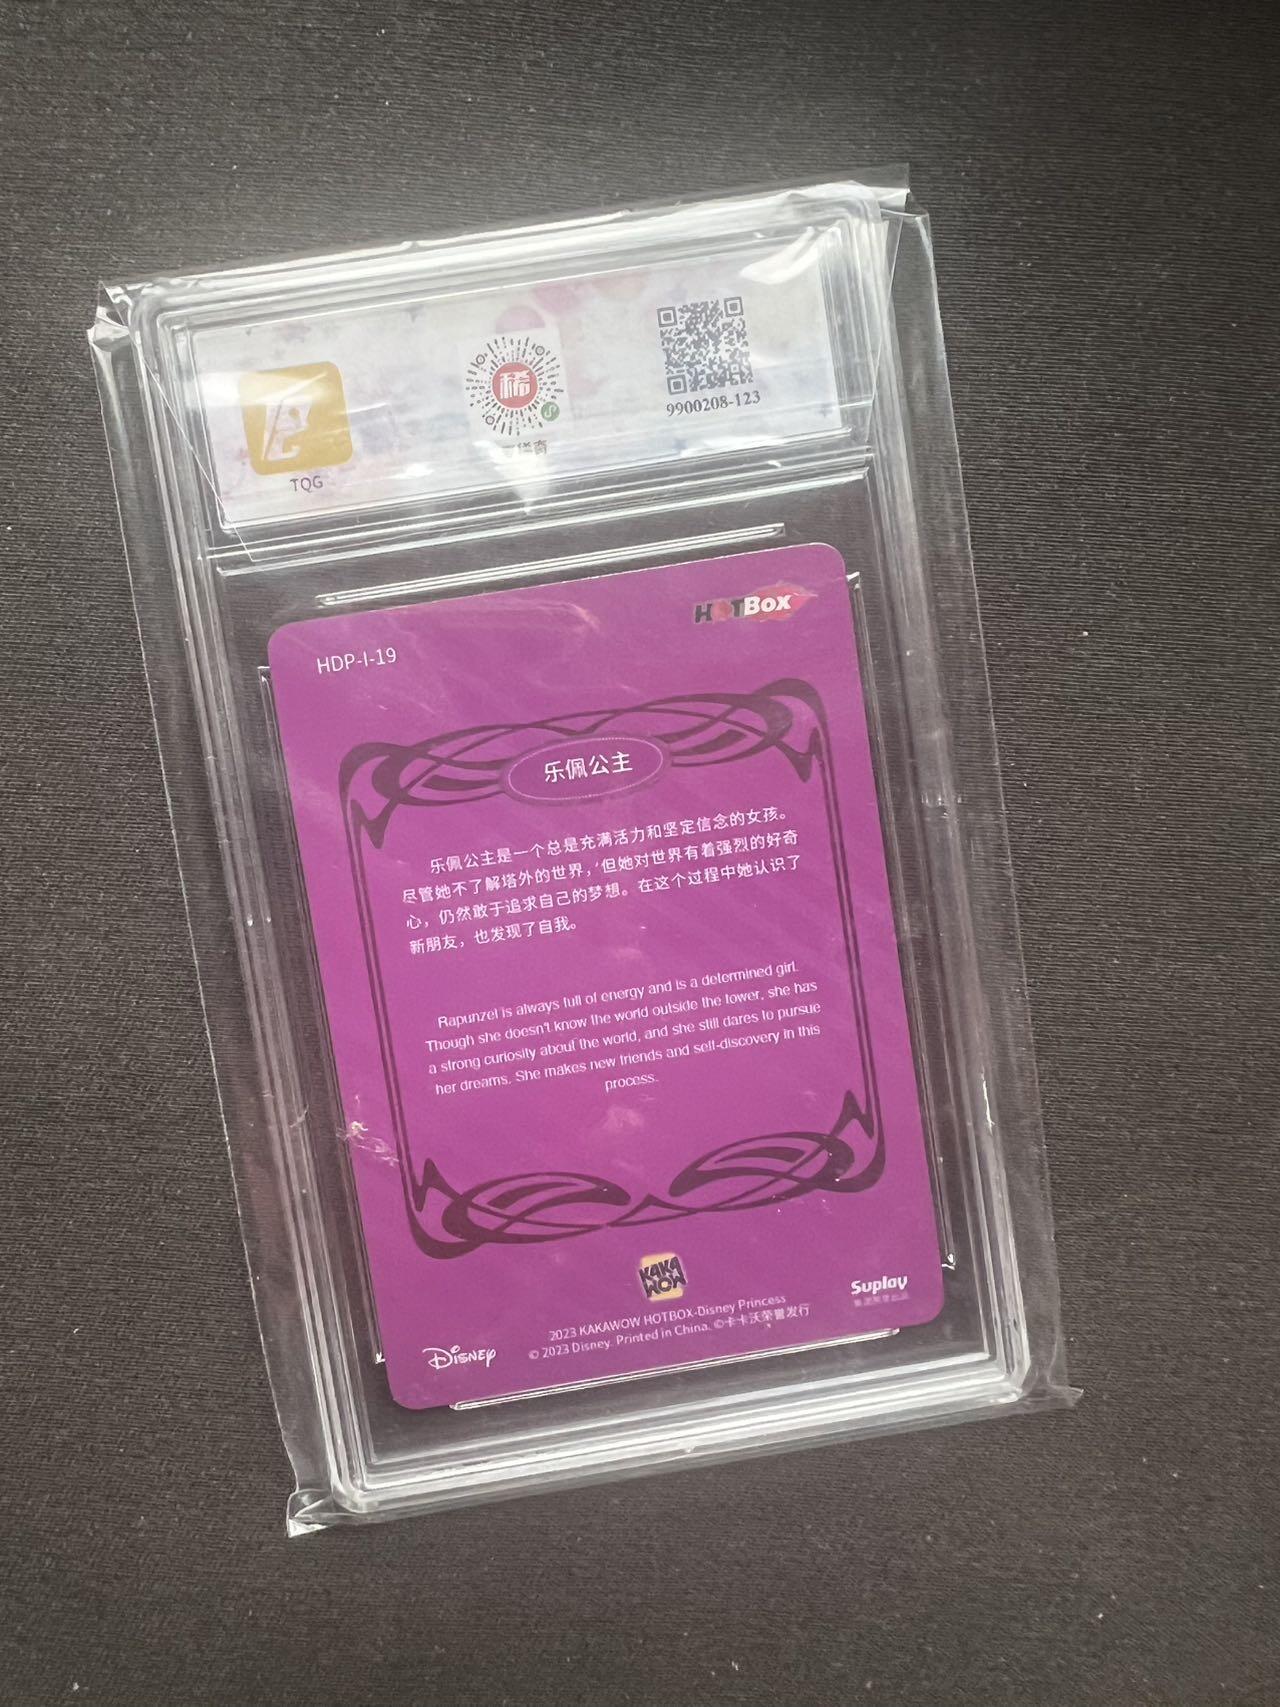 TQG
稀
9900208-123
HDP-I-19
HOTBOX
乐佩公主
乐佩公主是一个总是充满活力和坚定信念的女孩。
尽管她不了解塔外的世界，但她对世界有着强烈的好奇
心，仍然敢于追求自己的梦想。在这个过程中她认识了
新朋友，也发现了自我。
Rapunzel is always full of energy and is a determined girl.
Though she doesn't know the world outside the tower, she has
a strong curiosity about the world, and she still dares to pursue
her dreams. She makes new friends and self-discovery in this
process.
KAKA
WOW
Suplay
2023 KAKAWOW HOTBOX-Disney Princess
© 2023 Disney. Printed in China. ©卡卡沃荣誉发行
Disney